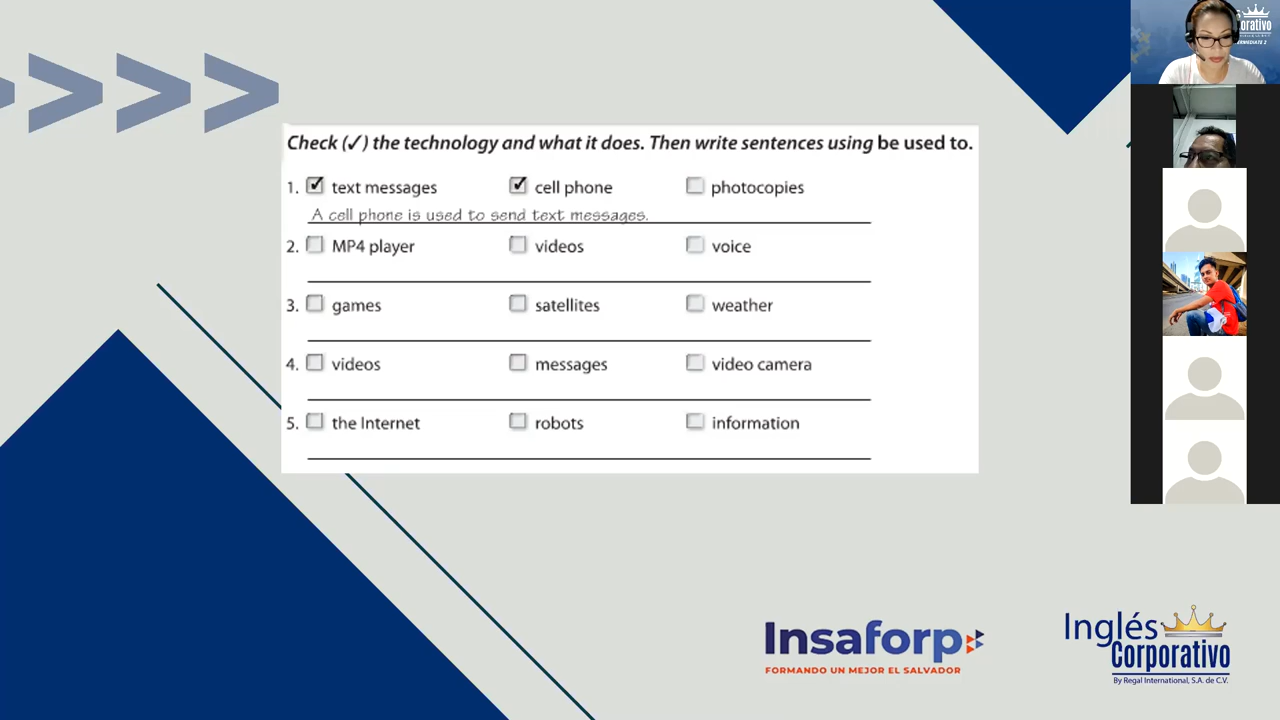 Check (✓) the technology and what it does. Then write sentences using be used to.
1. text messages cell phone photocopies
A cell phone is used to send text messages.
2. MP4 player videos voice
3. games satellites weather
4. videos messages video camera
5. the Internet robots information
Insaforp
FORMANDO UN MEJOR EL SALVADOR
Inglés
Corporativo
By Regal International, S.A. de C.V.